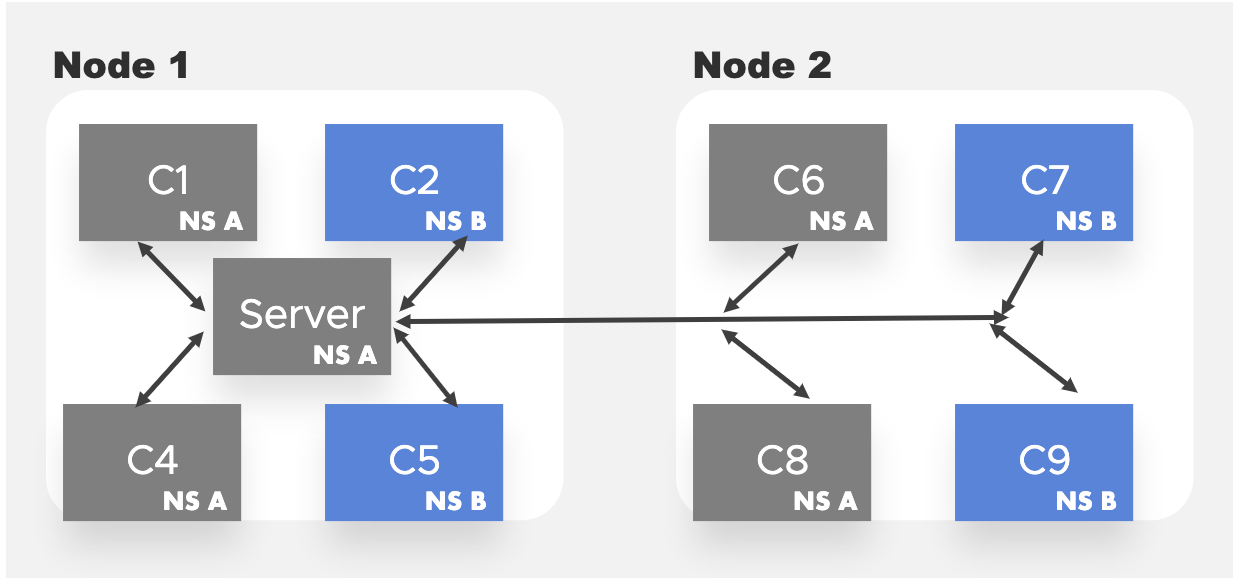 Node 1
Node 2
C1
NS A
C2
NS B
C6
NS A
C7
NS B
Server
NS A
C4
NS A
C5
NS B
C8
NS A
C9
NS B